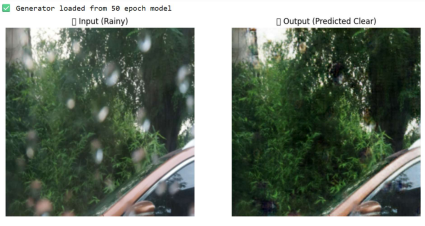 ✅ Generator loaded from 50 epoch model
▯ Input (Rainy)
▯ Output (Predicted Clear)